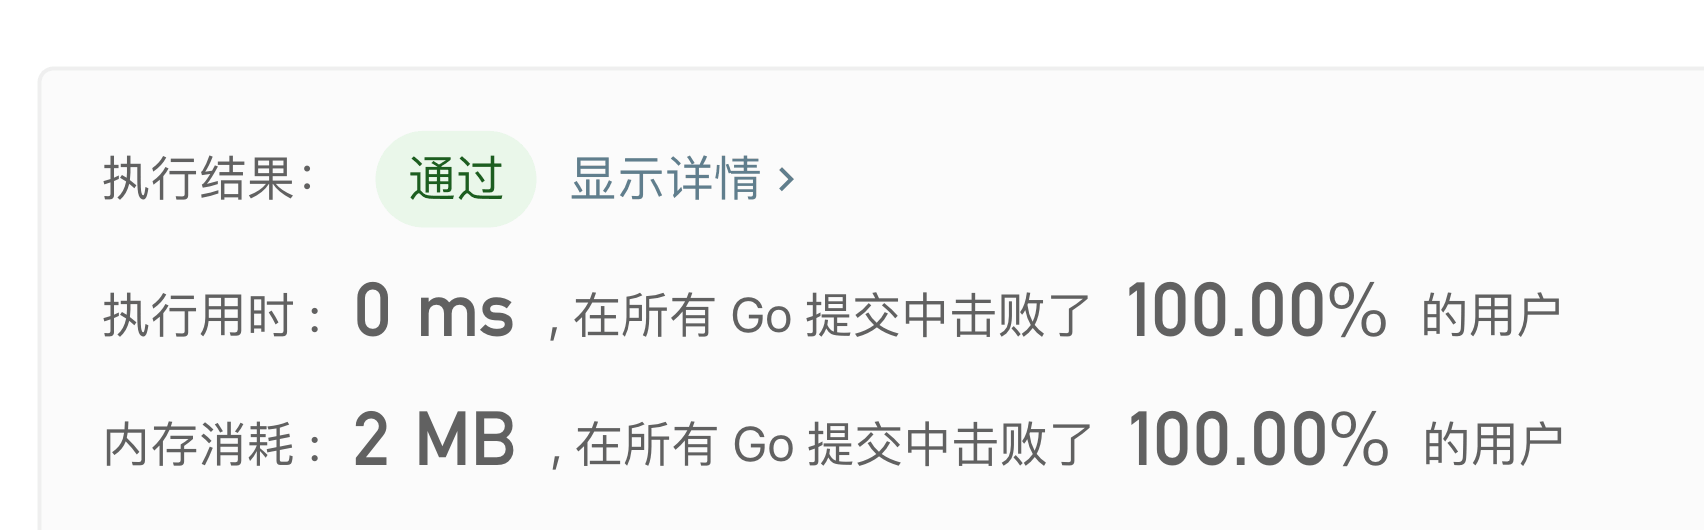 执行结果： 通过 显示详情 >
执行用时 : 0 ms , 在所有 Go 提交中击败了 100.00% 的用户
内存消耗 : 2 MB , 在所有 Go 提交中击败了 100.00% 的用户